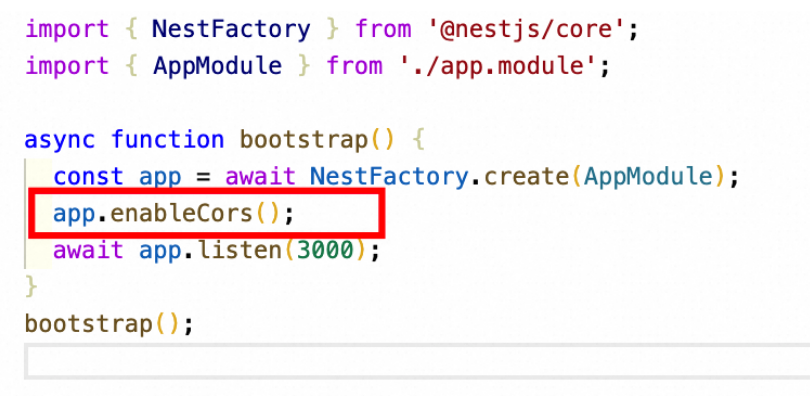 import { NestFactory } from '@nestjs/core';
import { AppModule } from './app.module';
async function bootstrap() {
const app = await NestFactory.create(AppModule);
app.enableCors();
await app.listen(3000);
}
bootstrap();